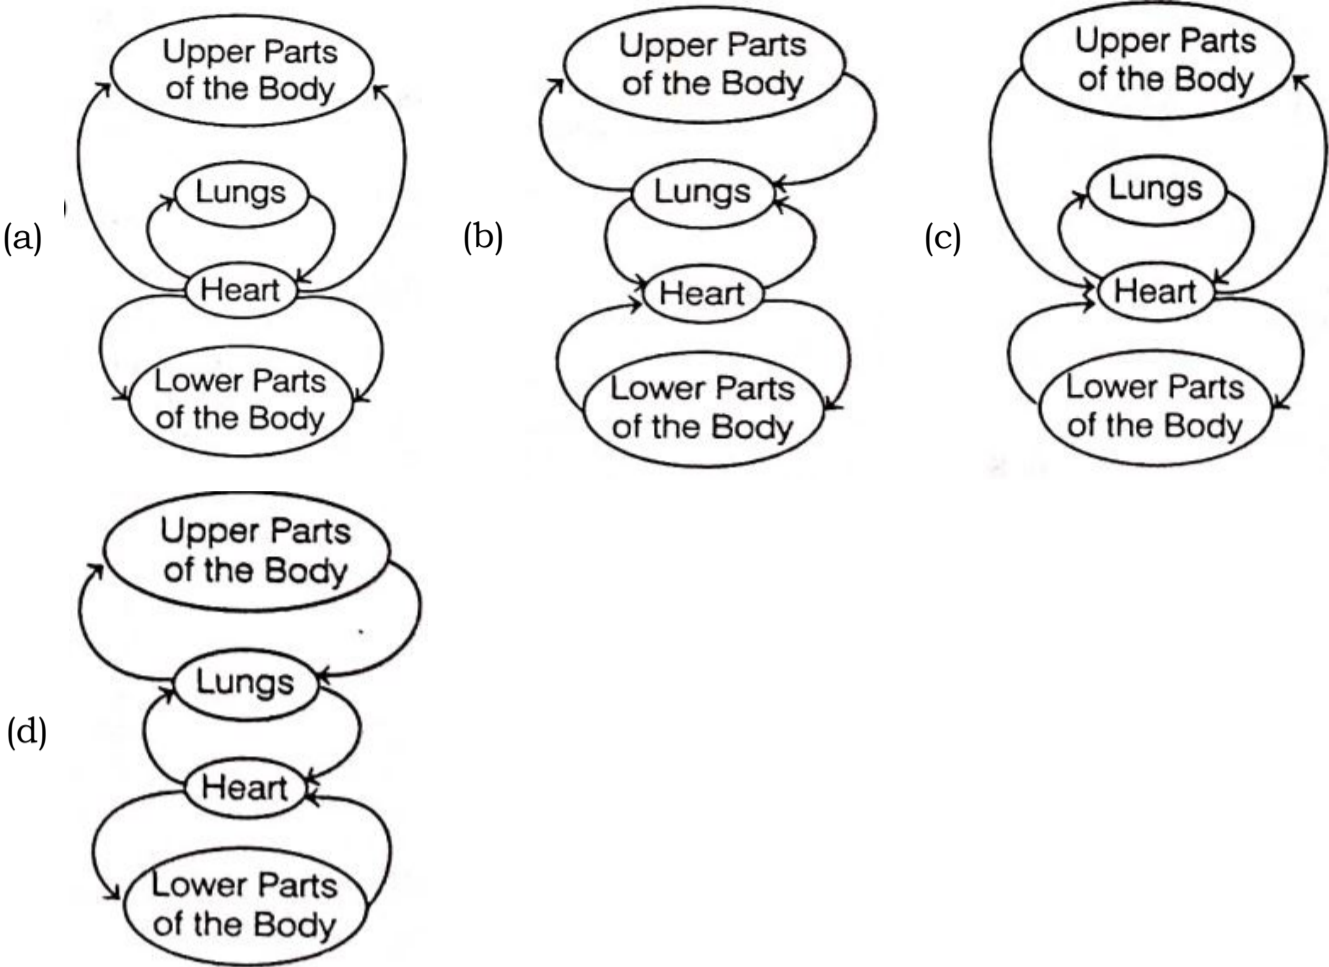 (a)
Upper Parts
of the Body
Lungs
Heart
Lower Parts
of the Body
(b)
Upper Parts
of the Body
Lungs
Heart
Lower Parts
of the Body
(c)
Upper Parts
of the Body
Lungs
Heart
Lower Parts
of the Body
(d)
Upper Parts
of the Body
Lungs
Heart
Lower Parts
of the Body